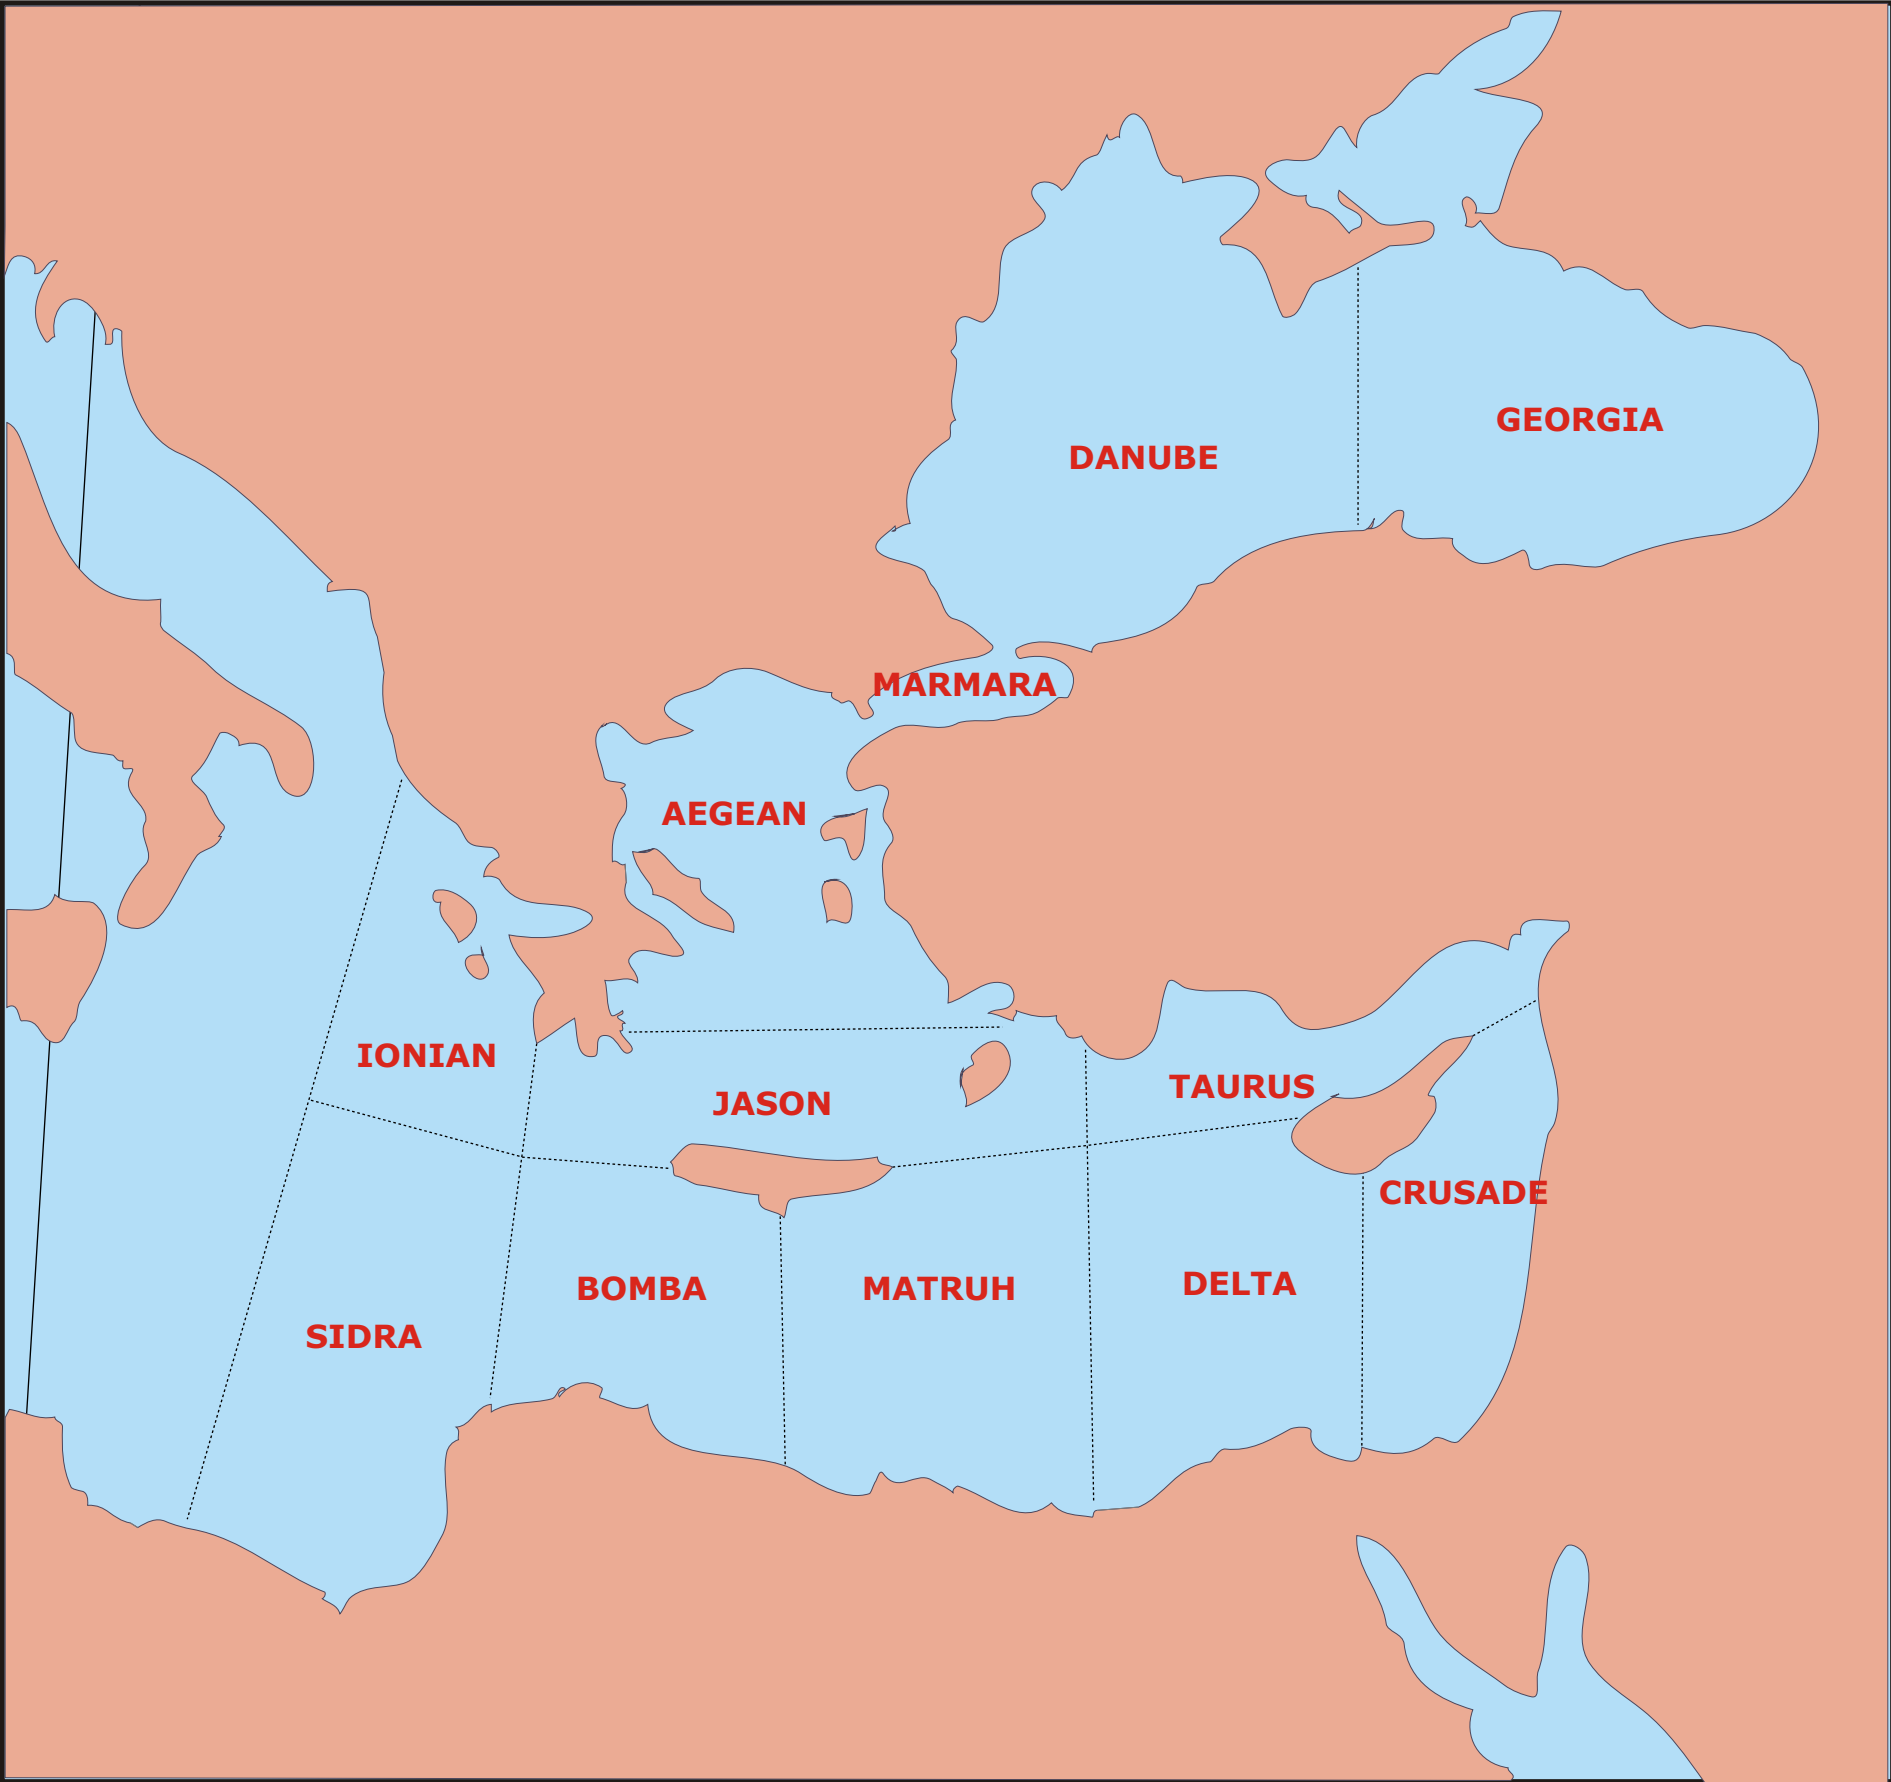 GEORGIA
DANUBE
MARMARA
AEGEAN
IONIAN
TAURUS
JASON
CRUSADE
DELTA
BOMBA
MATRUH
SIDRA